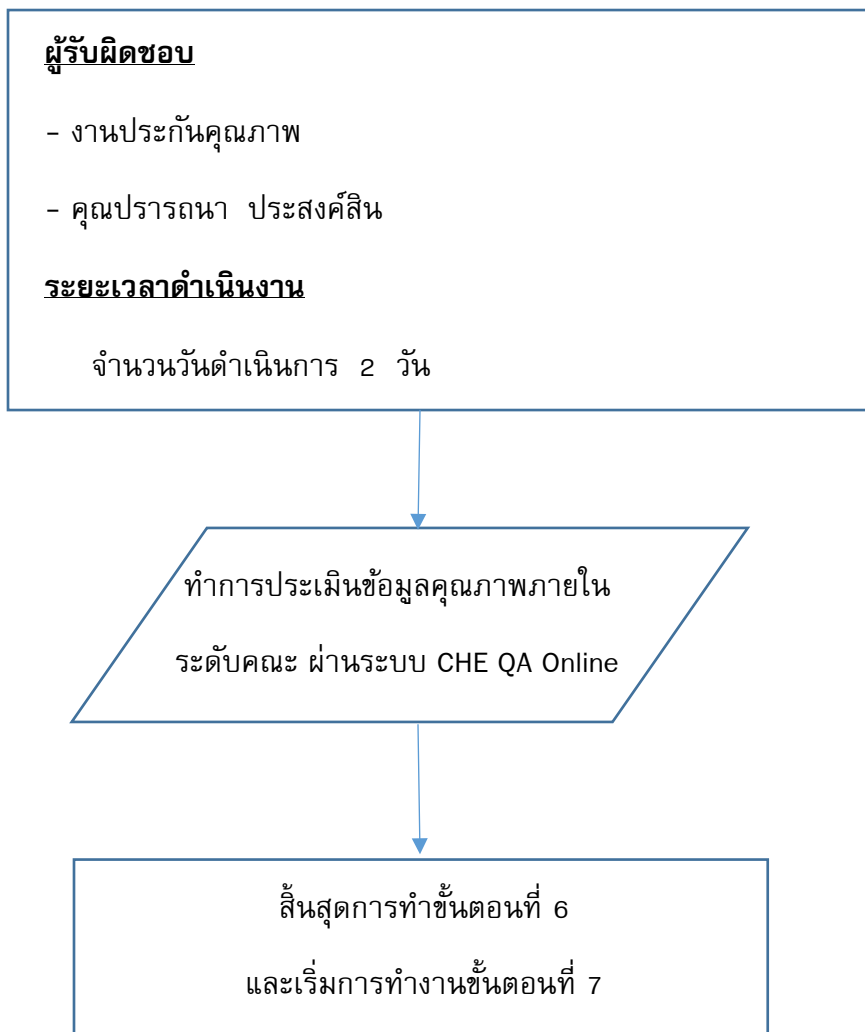 ผู้รับผิดชอบ
- งานประกันคุณภาพ
- คุณปรารถนา ประสงค์สิน
ระยะเวลาดำเนินงาน
จำนวนวันดำเนินการ 2 วัน
ทำการประเมินข้อมูลคุณภาพภายใน
ระดับคณะ ผ่านระบบ CHE QA Online
สิ้นสุดการทำขั้นตอนที่ 6
และเริ่มการทำงานขั้นตอนที่ 7